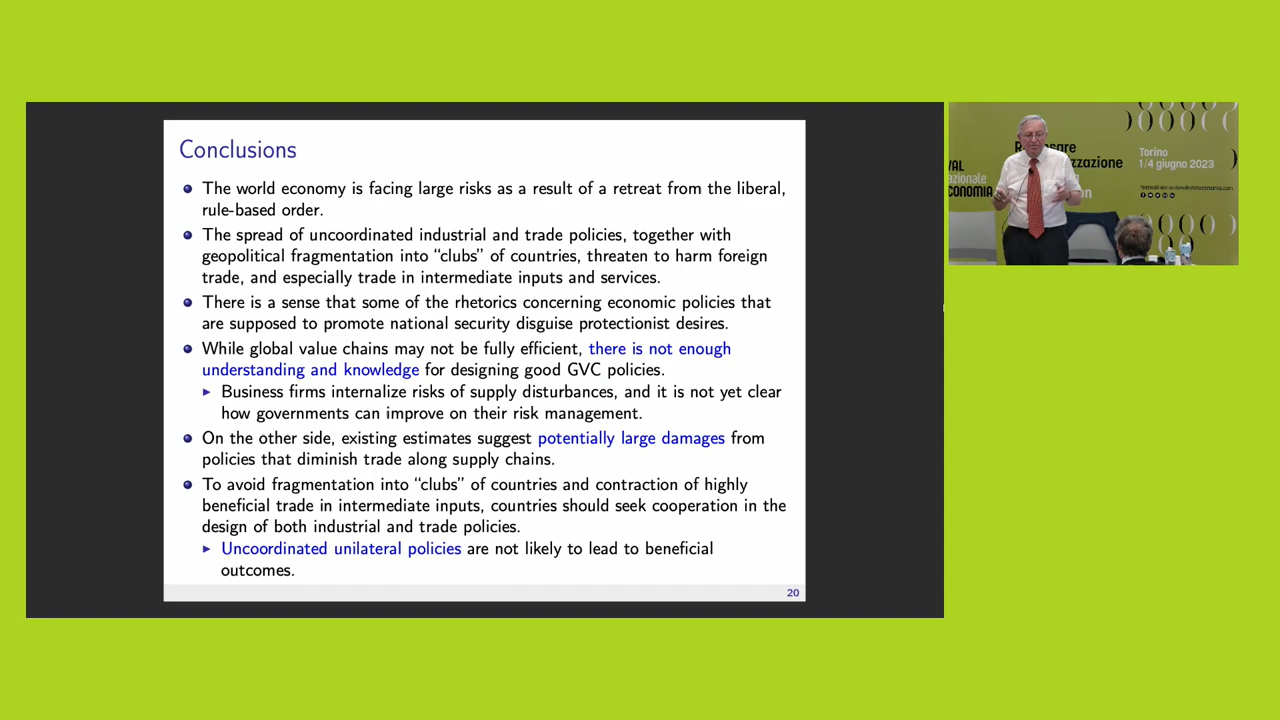 Conclusions
The world economy is facing large risks as a result of a retreat from the liberal,
rule-based order.
The spread of uncoordinated industrial and trade policies, together with
geopolitical fragmentation into “clubs” of countries, threaten to harm foreign
trade, and especially trade in intermediate inputs and services.
There is a sense that some of the rhetorics concerning economic policies that
are supposed to promote national security disguise protectionist desires.
While global value chains may not be fully efficient, there is not enough
understanding and knowledge for designing good GVC policies.
Business firms internalize risks of supply disturbances, and it is not yet clear
how governments can improve on their risk management.
On the other side, existing estimates suggest potentially large damages from
policies that diminish trade along supply chains.
To avoid fragmentation into “clubs” of countries and contraction of highly
beneficial trade in intermediate inputs, countries should seek cooperation in the
design of both industrial and trade policies.
Uncoordinated unilateral policies are not likely to lead to beneficial
outcomes.
20
Torino
1/4 giugno 2023